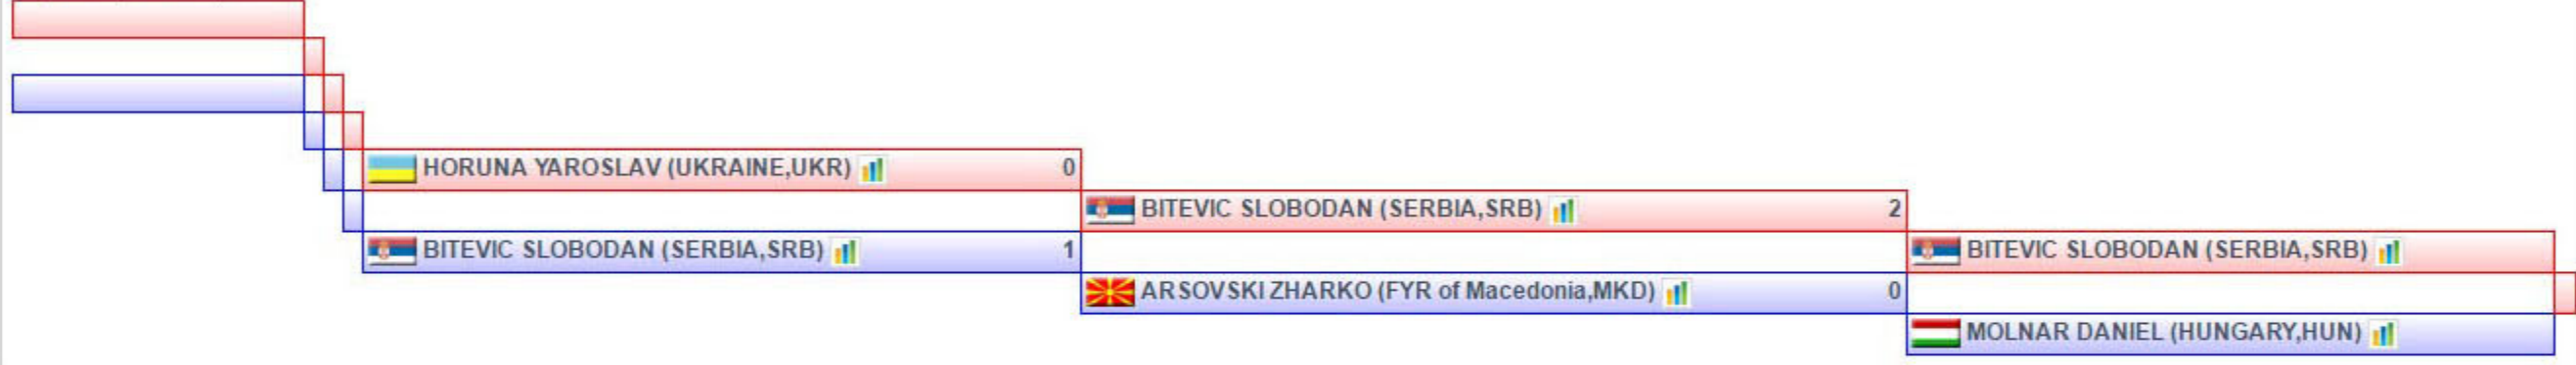 HORUNA YAROSLAV (UKRAINE,UKR) 0
BITEVIC SLOBODAN (SERBIA,SRB) 2
BITEVIC SLOBODAN (SERBIA,SRB) 1
BITEVIC SLOBODAN (SERBIA,SRB)
ARSOVSKI ZHARKO (FYR of Macedonia,MKD) 0
MOLNAR DANIEL (HUNGARY,HUN)